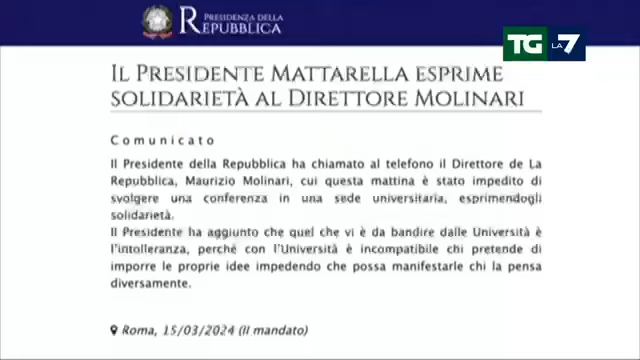 PRESIDENZA DELLA
REPUBBLICA
TG LA 7
IL PRESIDENTE MATTARELLA ESPRIME
SOLIDARIETÀ AL DIRETTORE MOLINARI
Comunicato
Il Presidente della Repubblica ha chiamato al telefono il Direttore de La
Repubblica, Maurizio Molinari, cui questa mattina è stato impedito di
svolgere una conferenza in una sede universitaria, esprimendogli
solidarietà.
Il Presidente ha aggiunto che quel che vi è da bandire dalle Università è
l'intolleranza, perché con l'Università è incompatibile chi pretende di
imporre le proprie idee impedendo che possa manifestarle chi la pensa
diversamente.
Roma, 15/03/2024 (II mandato)